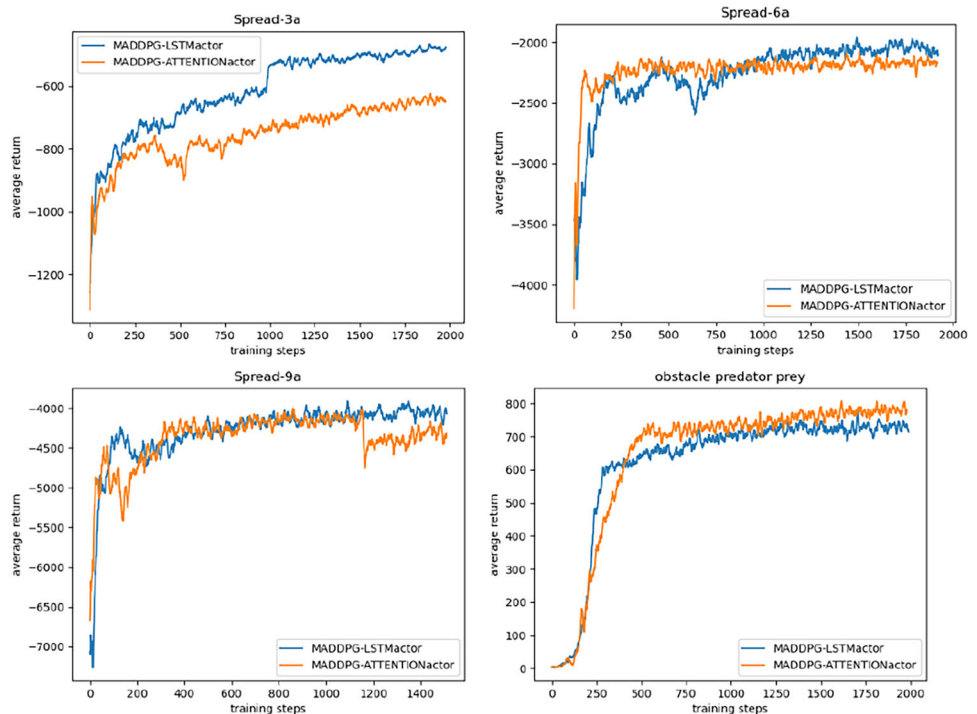 Spread-3a
MADDPG-LSTMactor
MADDPG-ATTENTIONactor
−600
−800
−1000
−1200
average return
0 250 500 750 1000 1250 1500 1750 2000
training steps
Spread-6a
−2000
−2500
−3000
−3500
−4000
average return
MADDPG-LSTMactor
MADDPG-ATTENTIONactor
0 250 500 750 1000 1250 1500 1750
training steps
Spread-9a
−4000
−4500
−5000
−5500
−6000
−6500
−7000
average return
MADDPG-LSTMactor
MADDPG-ATTENTIONactor
0 200 400 600 800 1000 1200 1400
training steps
obstacle predator prey
800
700
600
500
400
300
200
100
0
average return
MADDPG-LSTMactor
MADDPG-ATTENTIONactor
0 250 500 750 1000 1250 1500 1750 2000
training steps